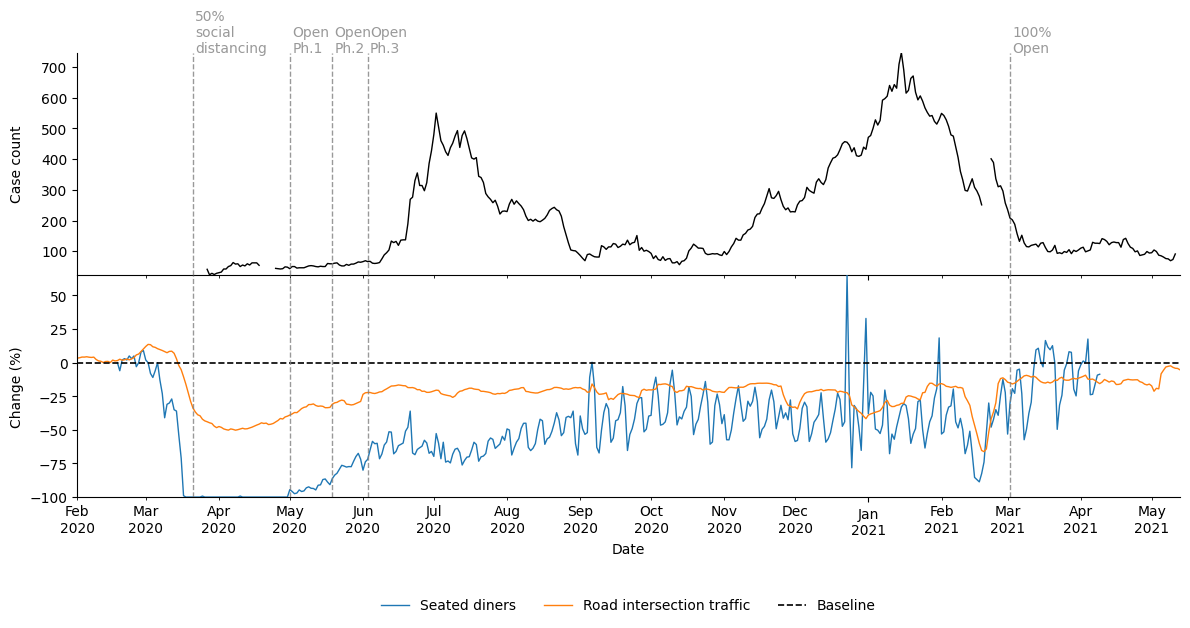 50%
social
distancing
Open
Ph.1
Open
Ph.2
Open
Ph.3
100%
Open
Case count
700
600
500
400
300
200
100
Change (%)
50
25
0
−25
−50
−75
−100
Feb
2020
Mar
2020
Apr
2020
May
2020
Jun
2020
Jul
2020
Aug
2020
Sep
2020
Oct
2020
Nov
2020
Dec
2020
Jan
2021
Feb
2021
Mar
2021
Apr
2021
May
2021
Date
Seated diners
Road intersection traffic
Baseline